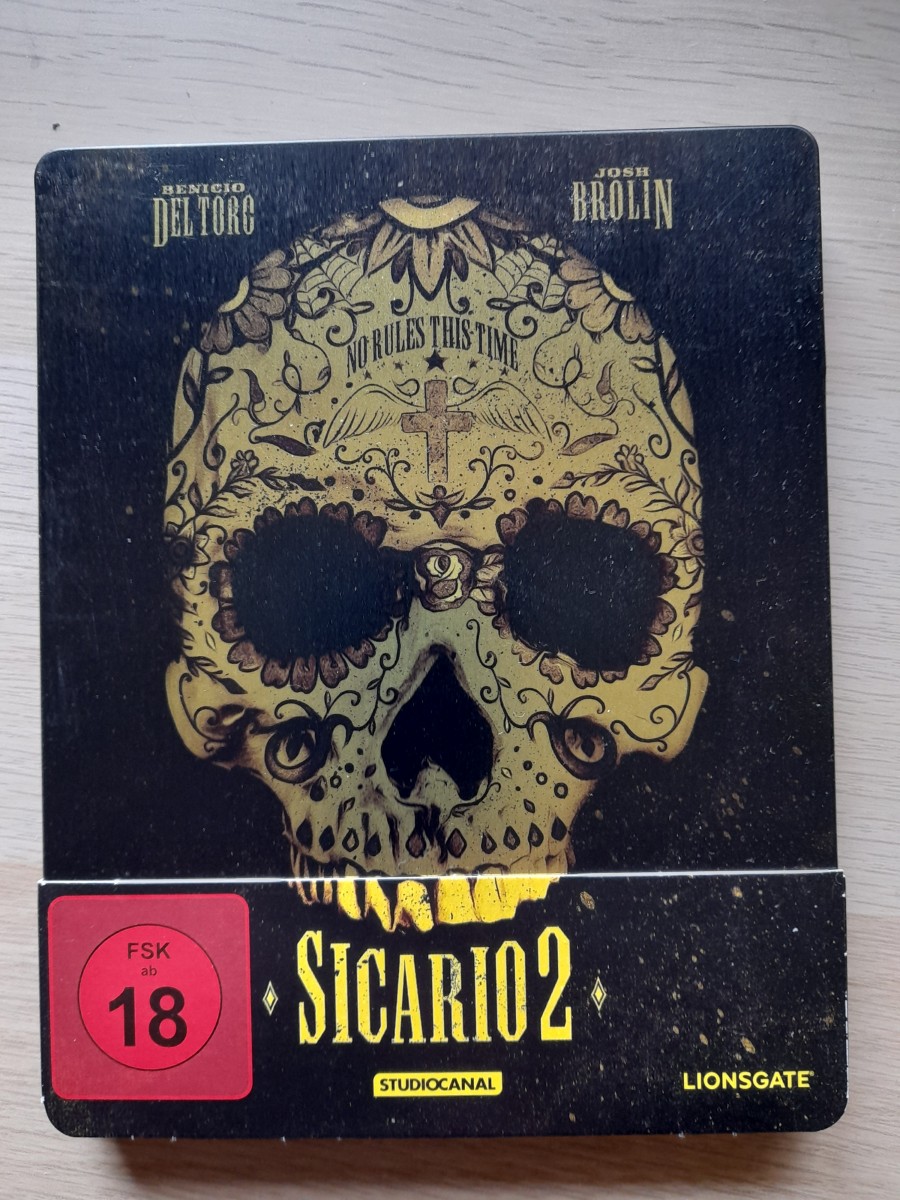 BENICIO
DEL TORO
JOSH
BROLIN
NO RULES THIS TIME
FSK
ab
18
SICARIO 2
STUDIOCANAL
LIONSGATE